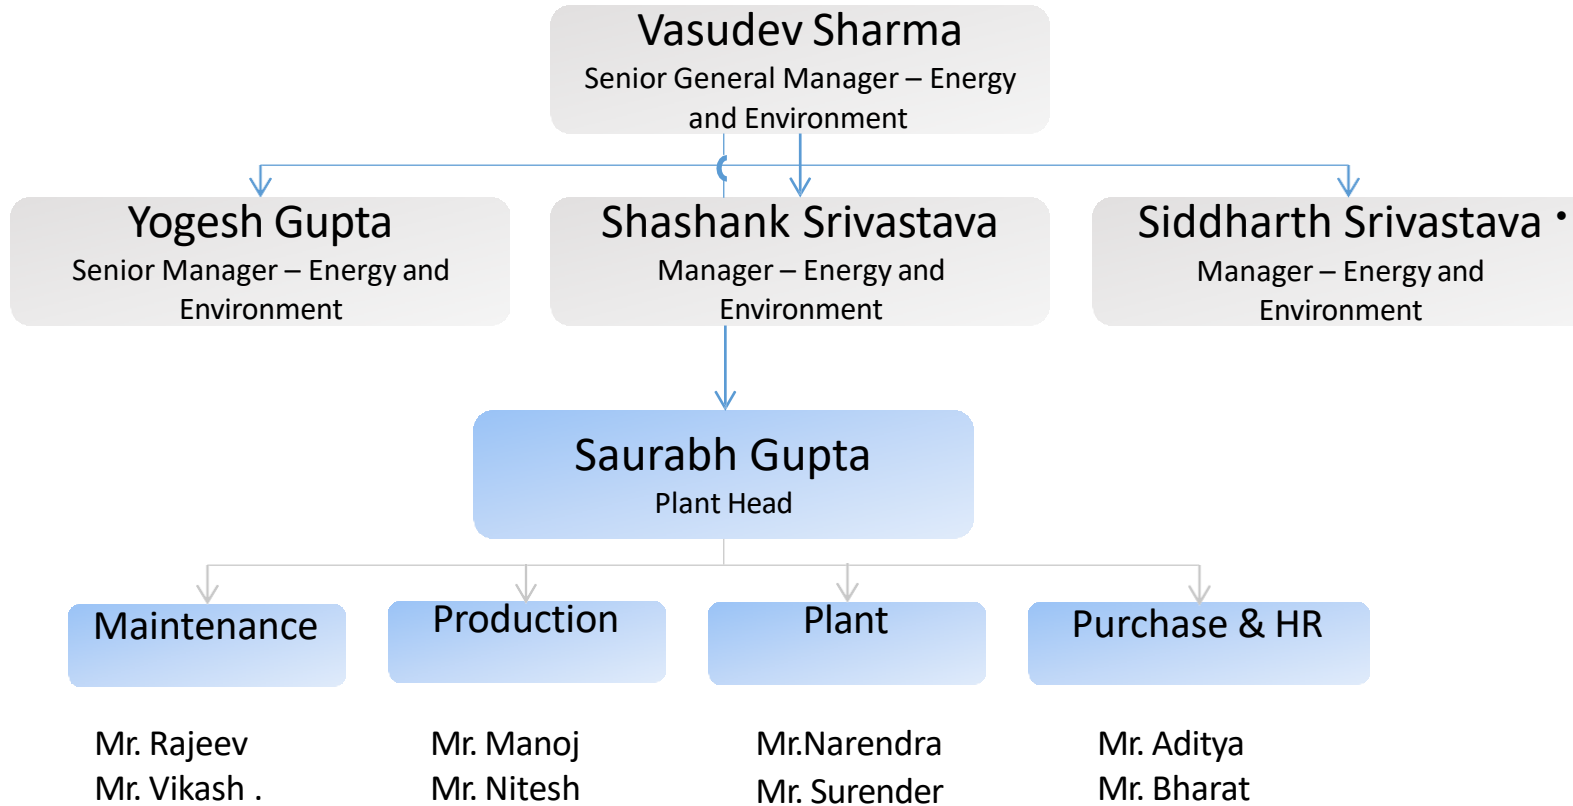 Vasudev Sharma
Senior General Manager – Energy
and Environment
Yogesh Gupta
Senior Manager – Energy and
Environment
Shashank Srivastava
Manager – Energy and
Environment
Siddharth Srivastava •
Manager – Energy and
Environment
Saurabh Gupta
Plant Head
Maintenance
Production
Plant
Purchase & HR
Mr. Rajeev
Mr. Vikash .
Mr. Manoj
Mr. Nitesh
Mr.Narendra
Mr. Surender
Mr. Aditya
Mr. Bharat